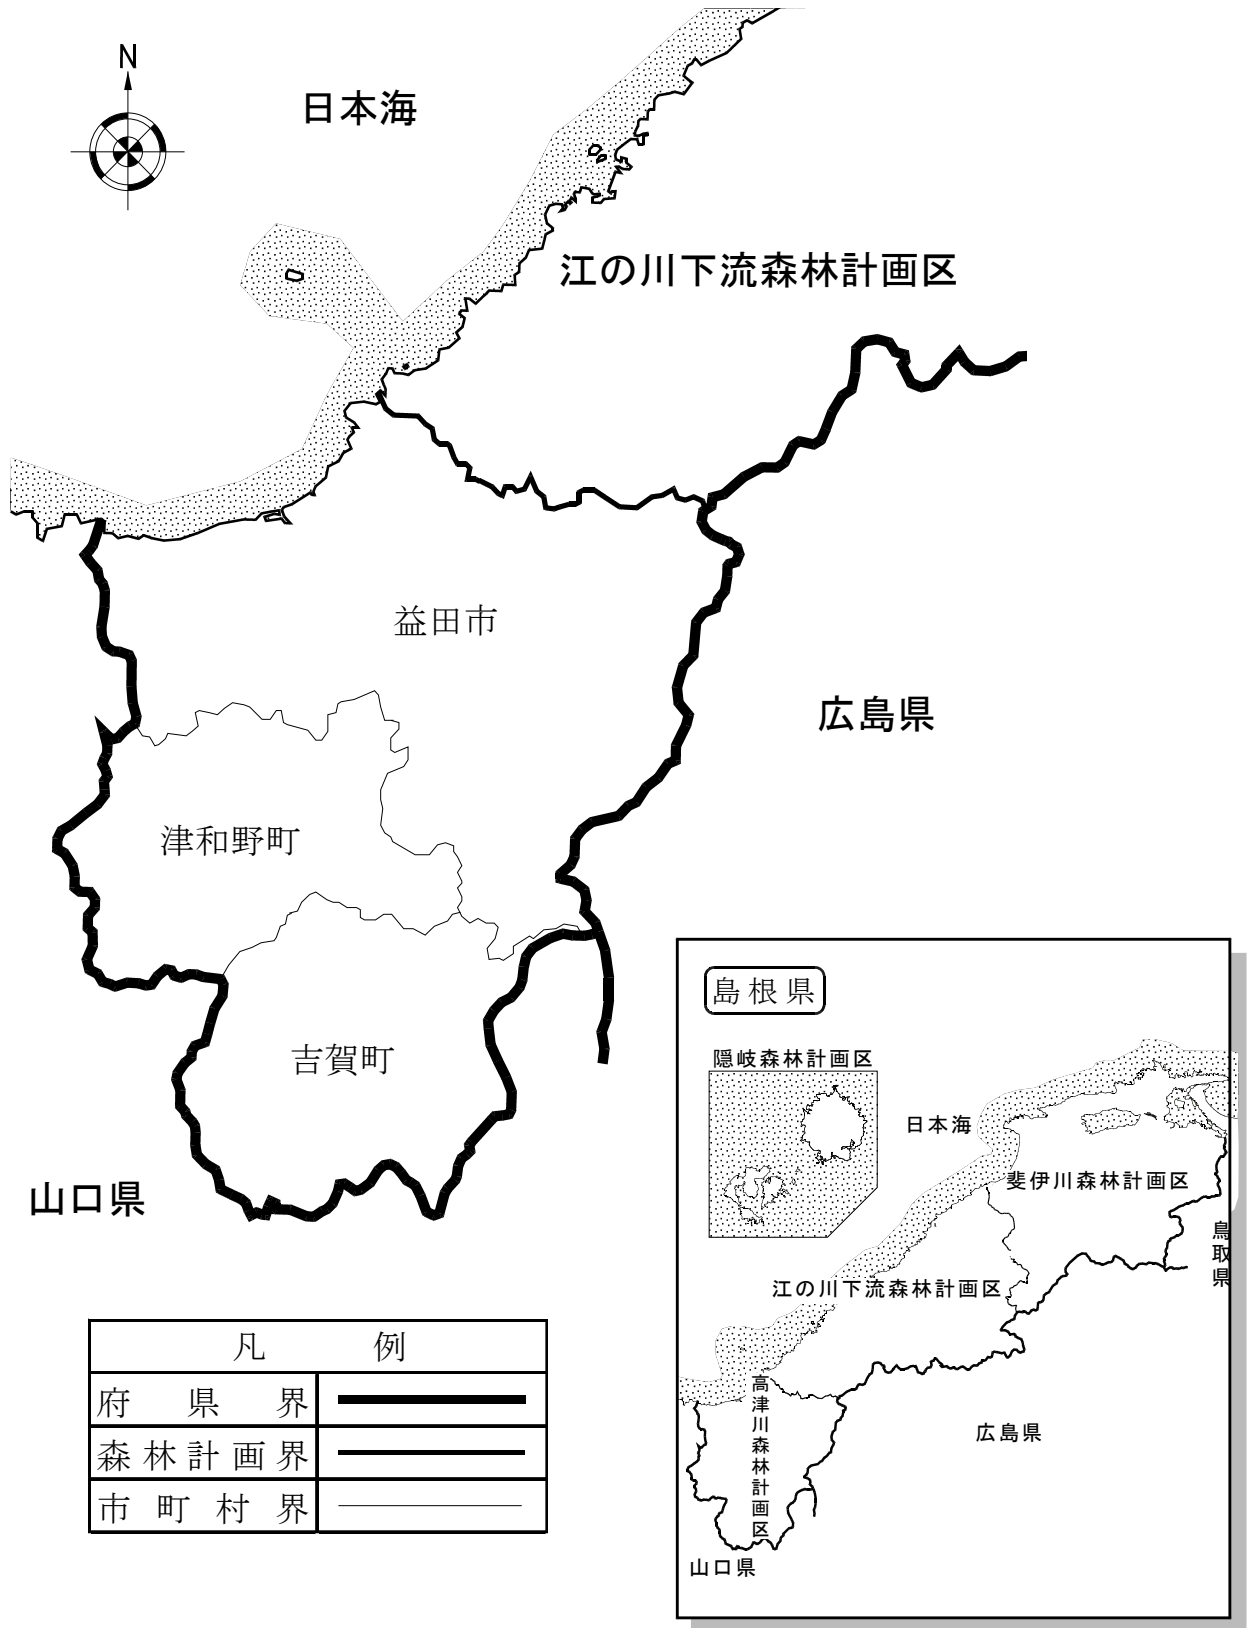 N
日本海
江の川下流森林計画区
益田市
広島県
津和野町
吉賀町
山口県
凡 例
府県界
森林計画界
市町村界
島根県
隠岐森林計画区
日本海
斐伊川森林計画区
鳥取県
江の川下流森林計画区
高津川森林計画区
広島県
山口県